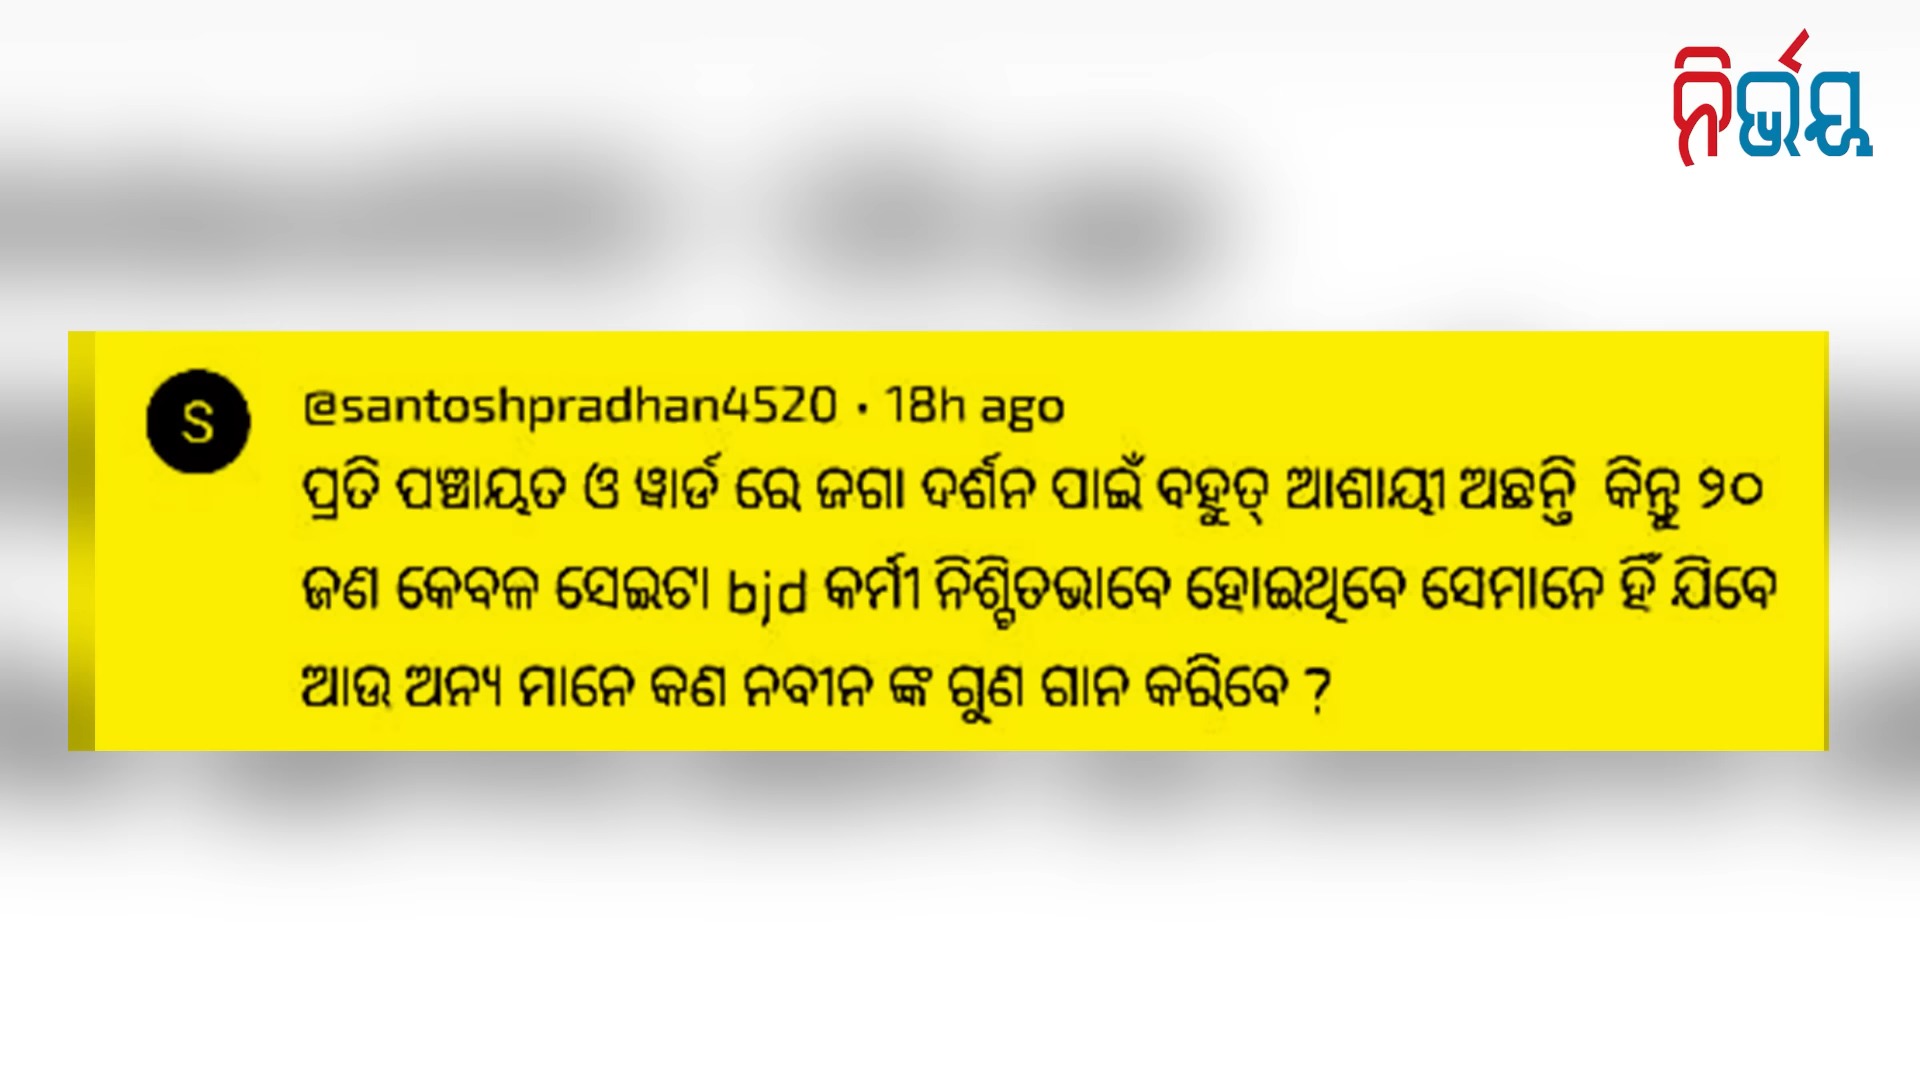 ନିର୍ଭୟ
S
@santoshpradhan4520 · 18h ago
ପ୍ରତି ପଞ୍ଚାୟତ ଓ ୱାର୍ଡ ରେ ଜଗା ଦର୍ଶନ ପାଇଁ ବହୁତ୍ ଆଶାୟୀ ଅଛନ୍ତି କିନ୍ତୁ ୨୦
ଜଣ କେବଳ ସେଇଟା bjd କର୍ମୀ ନିଶ୍ଚିତଭାବେ ହୋଇଥିବେ ସେମାନେ ହିଁ ଯିବେ
ଆଉ ଅନ୍ୟ ମାନେ କଣ ନବୀନ ଙ୍କ ଗୁଣ ଗାନ କରିବେ ?